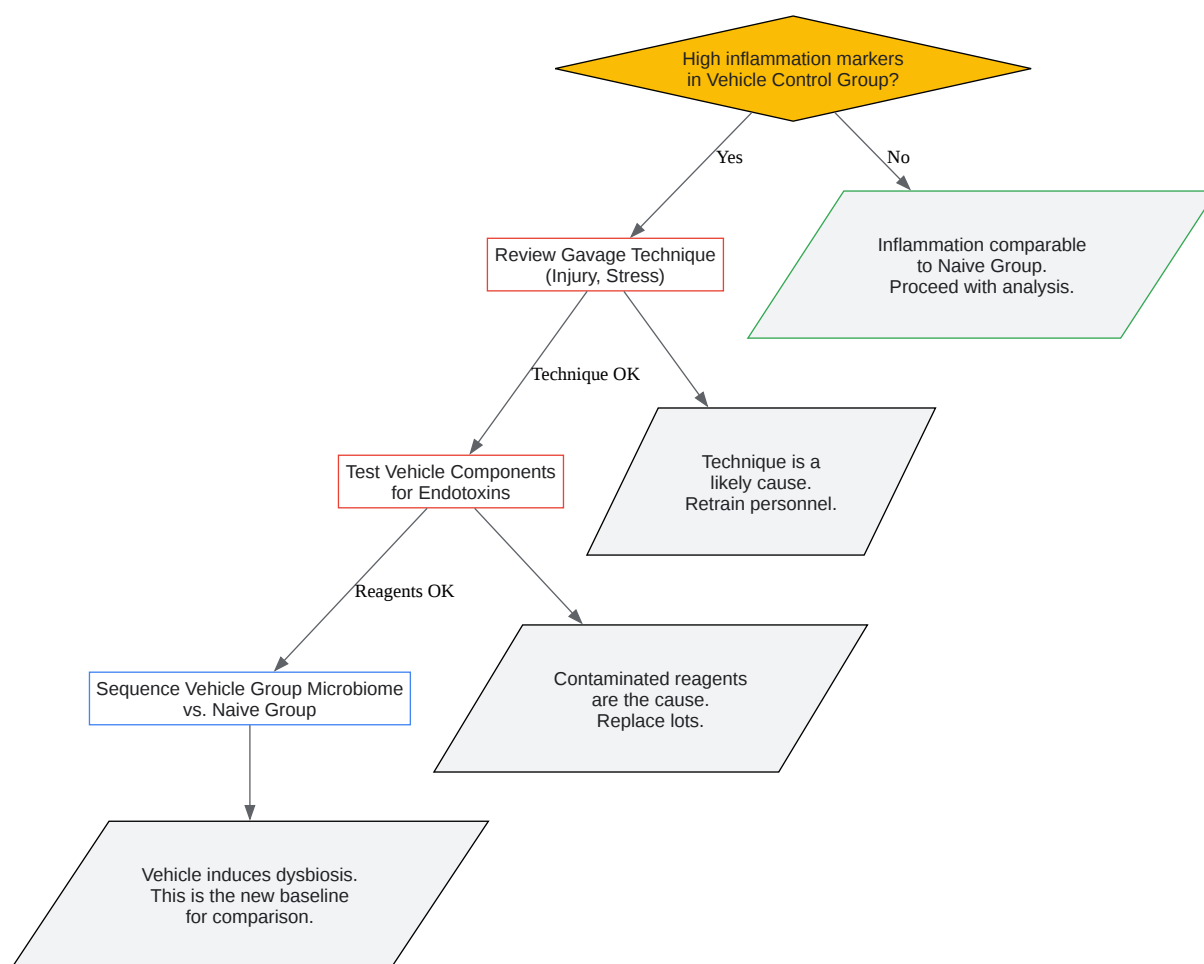 High inflammation markers
in Vehicle Control Group?
Yes
No
Review Gavage Technique
(Injury, Stress)
Inflammation comparable
to Naive Group.
Proceed with analysis.
Technique OK
Test Vehicle Components
for Endotoxins
Technique is a
likely cause.
Retrain personnel.
Reagents OK
Sequence Vehicle Group Microbiome
vs. Naive Group
Contaminated reagents
are the cause.
Replace lots.
Vehicle induces dysbiosis.
This is the new baseline
for comparison.